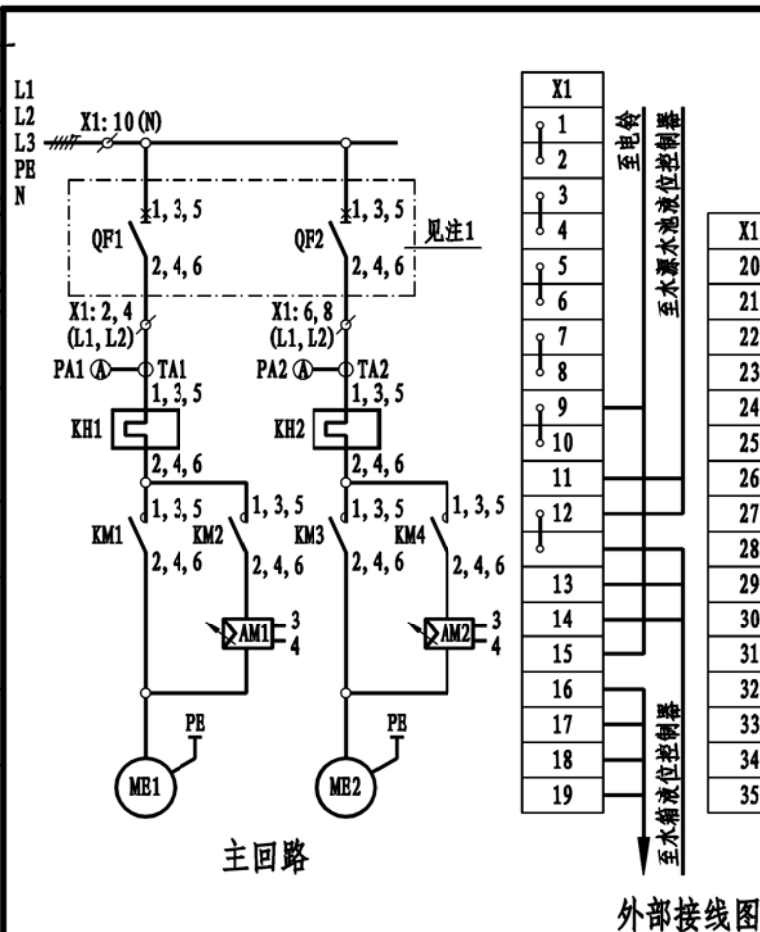 L1
L2
L3
PE
N
X1: 10 (N)
1, 3, 5
1, 3, 5
QF1
QF2
见注1
2, 4, 6
2, 4, 6
X1: 2, 4
(L1, L2)
X1: 6, 8
(L1, L2)
PA1
A
TA1
PA2
A
TA2
1, 3, 5
1, 3, 5
KH1
KH2
2, 4, 6
2, 4, 6
1, 3, 5
1, 3, 5
1, 3, 5
1, 3, 5
KM1
KM2
KM3
KM4
2, 4, 6
2, 4, 6
2, 4, 6
2, 4, 6
AM1
3
4
AM2
3
4
PE
PE
ME1
ME2
主回路
X1
1
2
3
4
5
6
7
8
9
10
11
12
13
14
15
16
17
18
19
至电铃
至水源水池液位控制器
至水箱液位控制器
X1
20
21
22
23
24
25
26
27
28
29
30
31
32
33
34
35
外部接线图